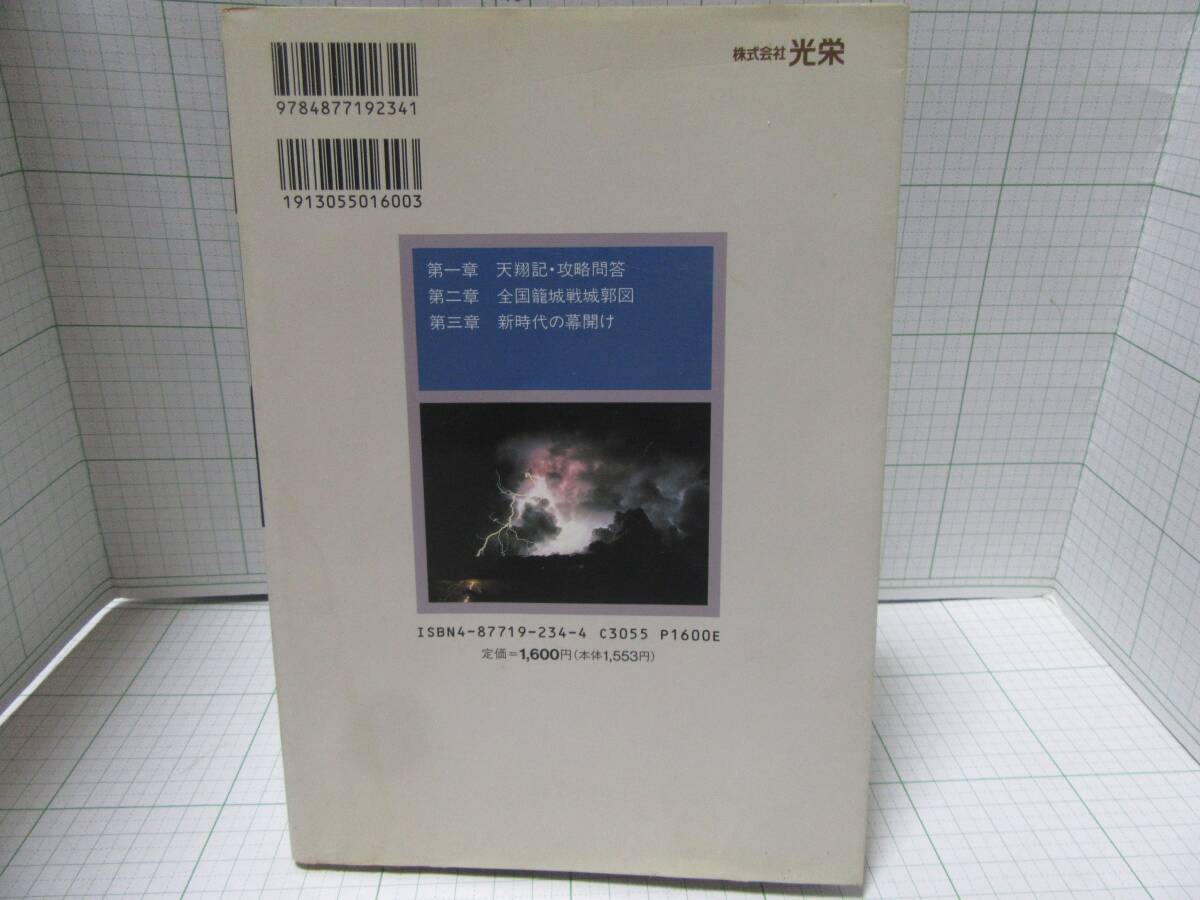 9784877192341
株式会社 光栄
1913055016003
第一章 天翔記・攻略問答
第二章 全国籠城戦城郭図
第三章 新時代の幕開け
ISBN4-87719-234-4 C3055 P1600E
定価=1,600円(本体1,553円)